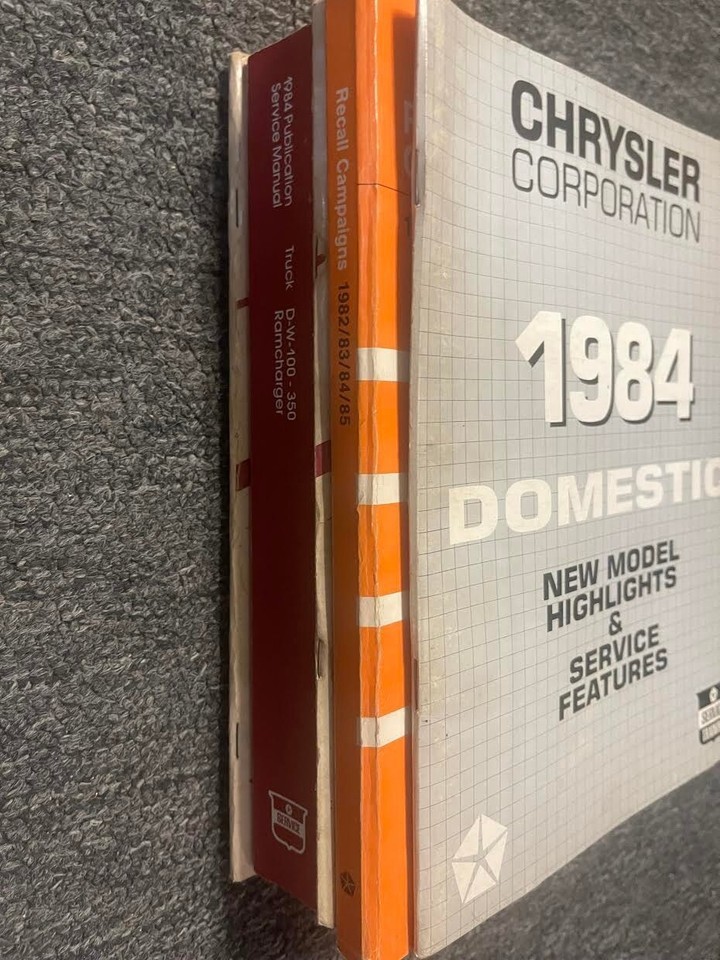 1984 Publication
Service Manual
Truck D-W-100 - 350
Ramcharger
SERVICE
Recall Campaigns 1982/83/84/85
CHRYSLER
CORPORATION
1984
DOMESTIC
NEW MODEL
HIGHLIGHTS
&
SERVICE
FEATURES